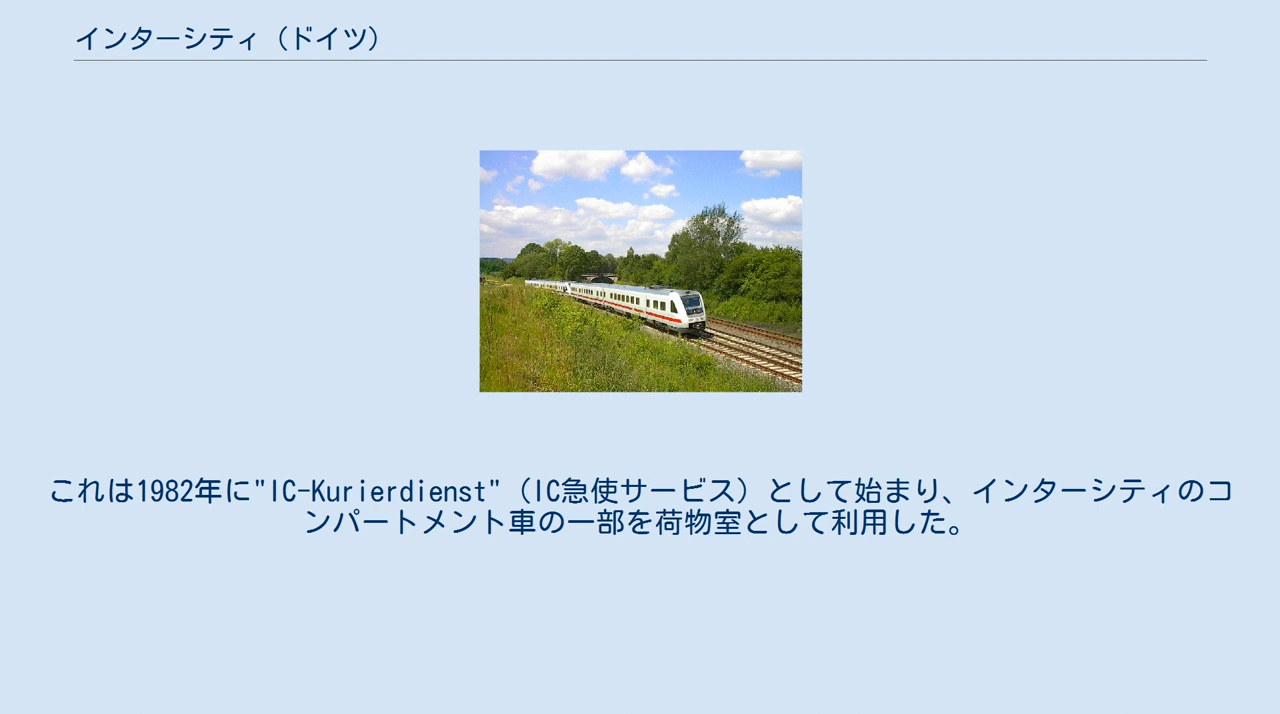 インターシティ（ドイツ）
これは1982年に"IC-Kurierdienst"（IC急使サービス）として始まり、インターシティのコ
ンパートメント車の一部を荷物室として利用した。